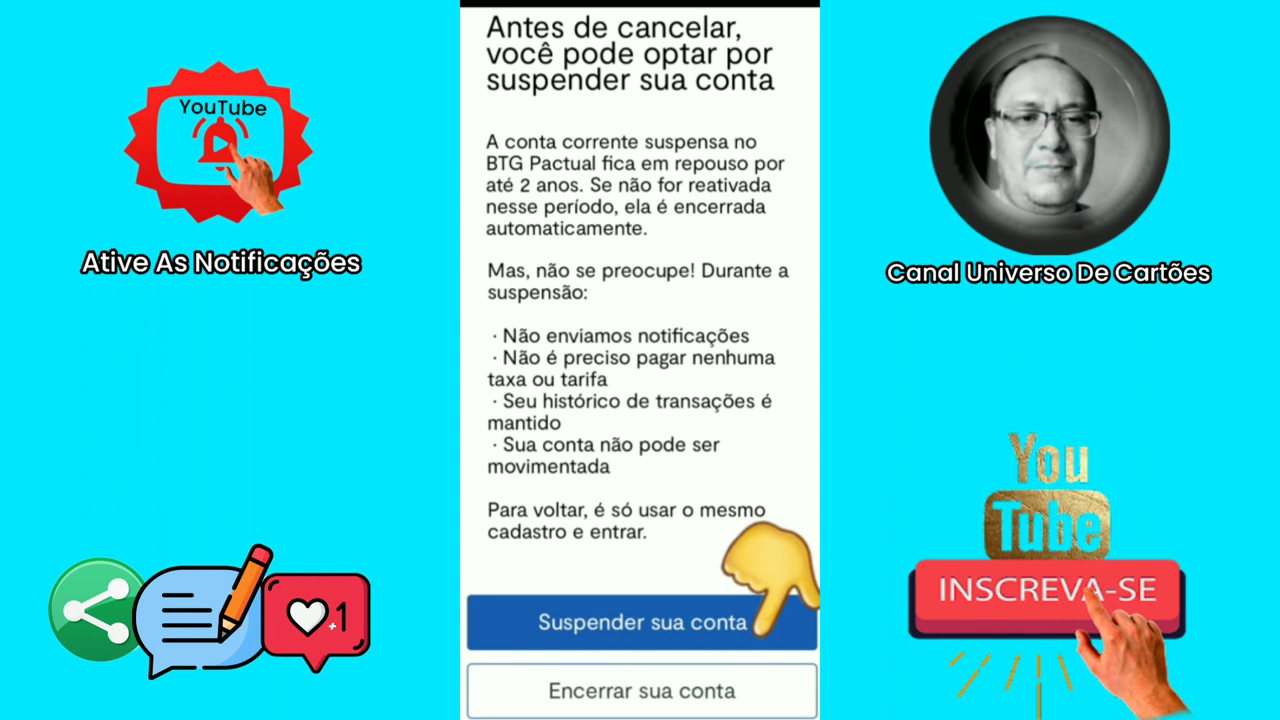 YouTube
Ative As Notificações
Antes de cancelar,
você pode optar por
suspender sua conta
A conta corrente suspensa no
BTG Pactual fica em repouso por
até 2 anos. Se não for reativada
nesse período, ela é encerrada
automaticamente.
Mas, não se preocupe! Durante a
suspensão:
· Não enviamos notificações
· Não é preciso pagar nenhuma
taxa ou tarifa
· Seu histórico de transações é
mantido
· Sua conta não pode ser
movimentada
Para voltar, é só usar o mesmo
cadastro e entrar.
Suspender sua conta
Encerrar sua conta
Canal Universo De Cartões
You
Tube
INSCREVA-SE
+1